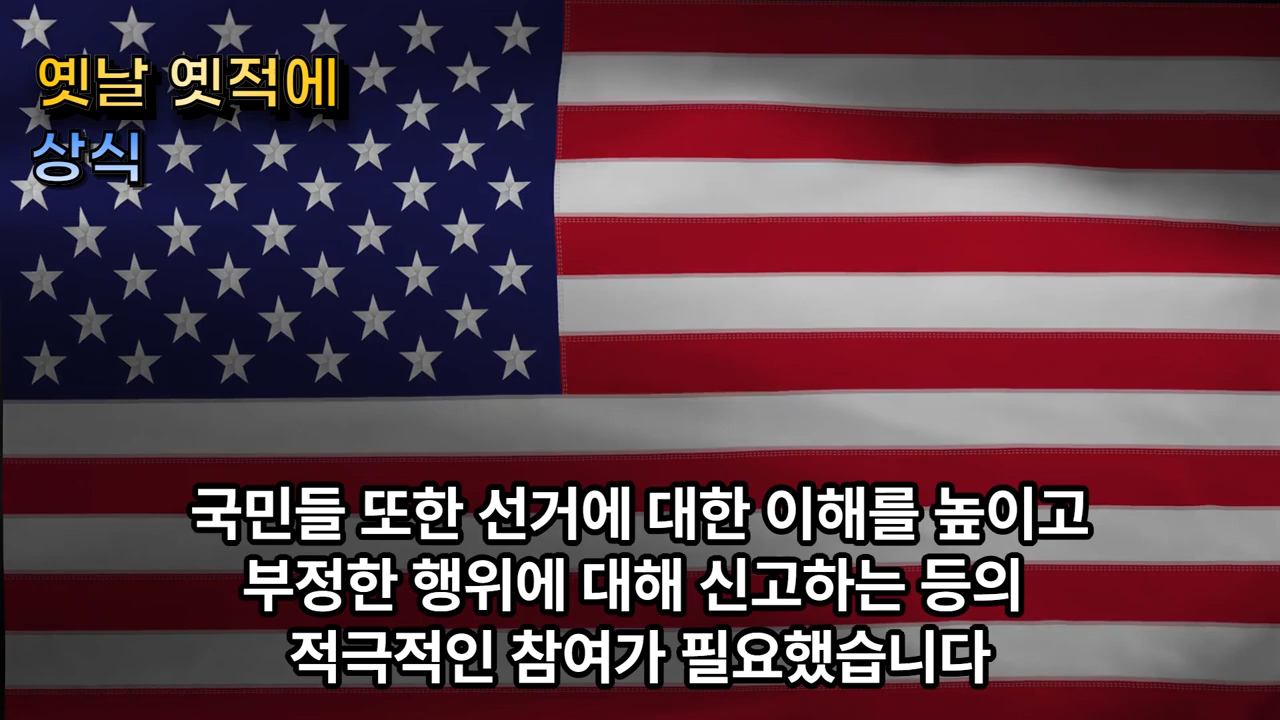 옛날 옛적에
상식
국민들 또한 선거에 대한 이해를 높이고
부정한 행위에 대해 신고하는 등의
적극적인 참여가 필요했습니다